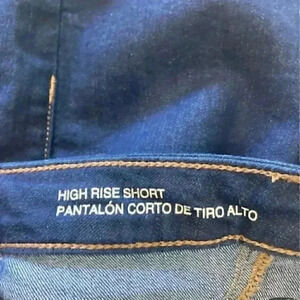 HIGH RISE SHORT
PANTALÓN CORTO DE TIRO ALTO